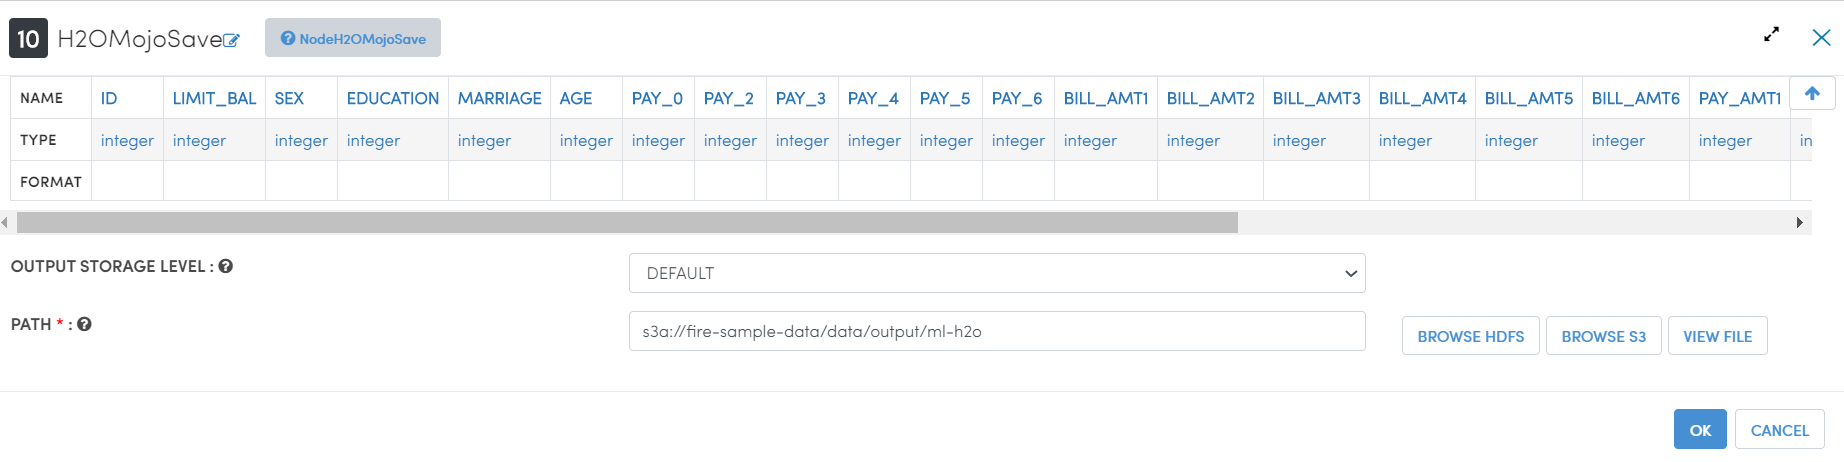 10 H2OMojoSave NodeH2OMojoSave
NAME ID LIMIT_BAL SEX EDUCATION MARRIAGE AGE PAY_0 PAY_2 PAY_3 PAY_4 PAY_5 PAY_6 BILL_AMT1 BILL_AMT2 BILL_AMT3 BILL_AMT4 BILL_AMT5 BILL_AMT6 PAY_AMT1
TYPE integer integer integer integer integer integer integer integer integer integer integer integer integer integer integer integer integer integer integer in
FORMAT
OUTPUT STORAGE LEVEL : DEFAULT
PATH * : s3a://fire-sample-data/data/output/ml-h2o BROWSE HDFS BROWSE S3 VIEW FILE
OK CANCEL